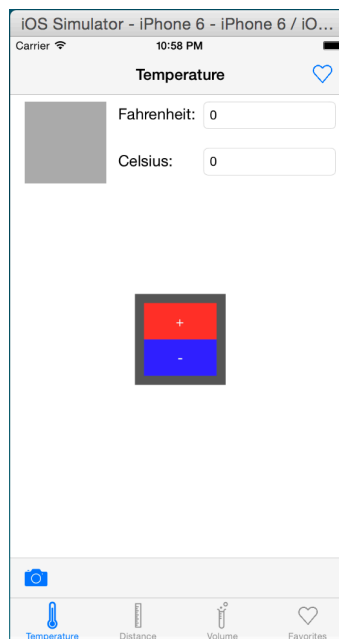 iOS Simulator - iPhone 6 - iPhone 6 / iO...
Carrier 10:58 PM
Temperature
Fahrenheit: 0
Celsius: 0
+
-
Temperature Distance Volume Favorites